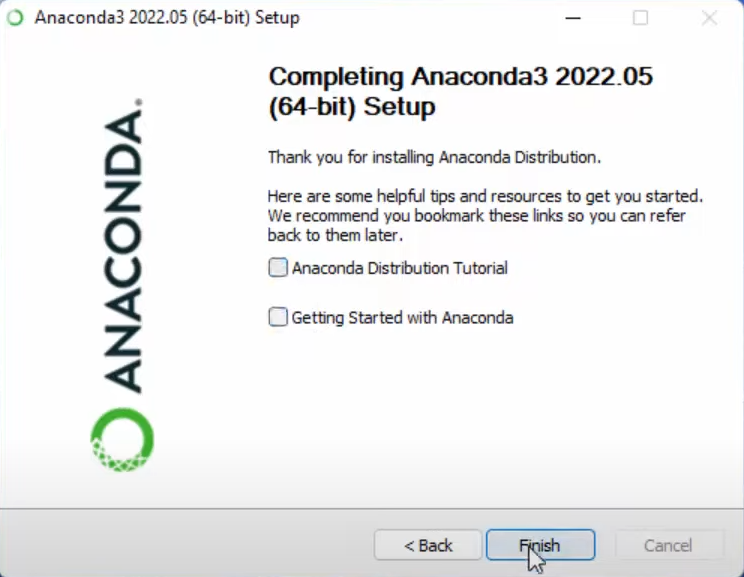 Anaconda3 2022.05 (64-bit) Setup
Completing Anaconda3 2022.05
(64-bit) Setup
Thank you for installing Anaconda Distribution.
Here are some helpful tips and resources to get you started.
We recommend you bookmark these links so you can refer
back to them later.
Anaconda Distribution Tutorial
Getting Started with Anaconda
ANACONDA.
< Back
Finish
Cancel